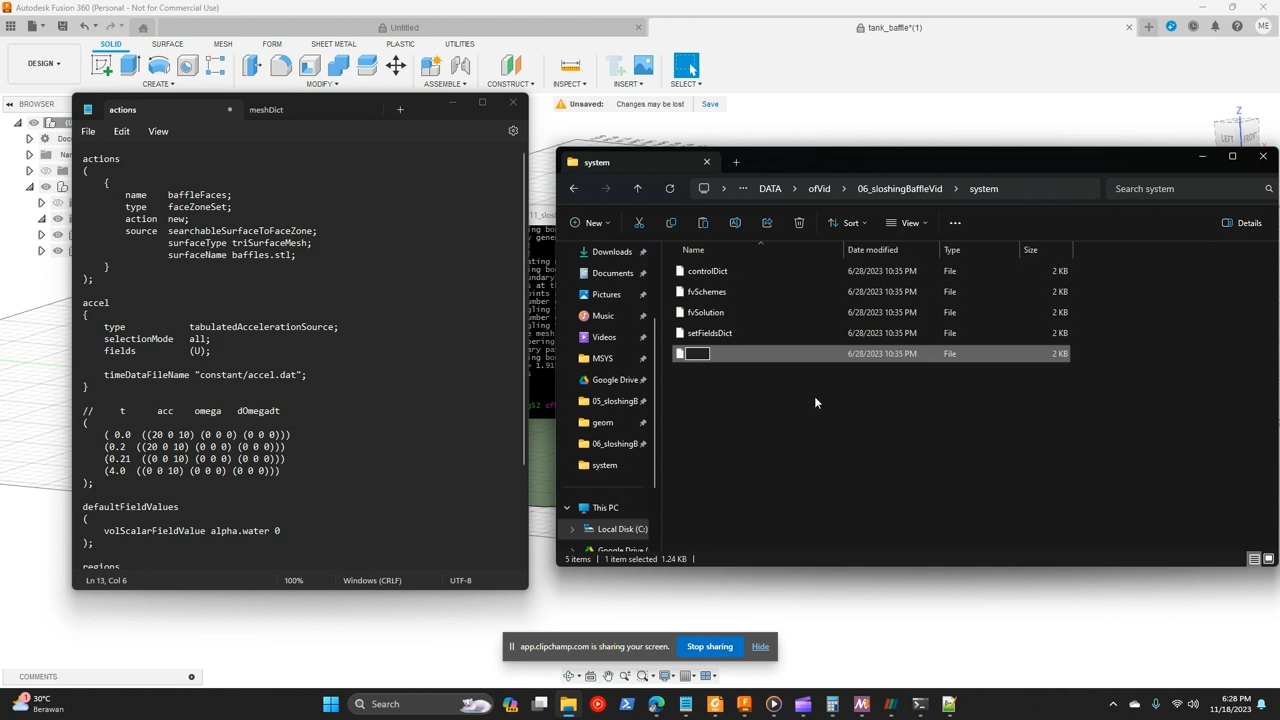 Autodesk Fusion 360 (Personal - Not for Commercial Use)
Untitled
tank_baffle*(1)
ME
SOLID SURFACE MESH FORM SHEET METAL PLASTIC UTILITIES
DESIGN
CREATE MODIFY ASSEMBLE CONSTRUCT INSPECT INSERT SELECT
BROWSER
Unsaved: Changes may be lost Save
Z
LEFT FRONT
Docu
Nam
actions
meshDict
File Edit View
actions
(
{
name baffleFaces;
type faceZoneSet;
action new;
source searchableSurfaceToFaceZone;
surfaceType triSurfaceMesh;
surfaceName baffles.stl;
}
);
accel
{
type tabulatedAccelerationSource;
selectionMode all;
fields (U);
timeDataFileName "constant/accel.dat";
}
// t acc omega dOmegadt
(
( 0.0 ((20 0 10) (0 0 0) (0 0 0)))
(0.2 ((20 0 10) (0 0 0) (0 0 0)))
(0.21 ((0 0 10) (0 0 0) (0 0 0)))
(4.0 ((0 0 10) (0 0 0) (0 0 0)))
);
defaultFieldValues
(
volScalarFieldValue alpha.water 0
);
regions
Ln 13, Col 6 100% Windows (CRLF) UTF-8
system
DATA ofVid 06_sloshingBaffleVid system
Search system
New Sort View Details
Name Date modified Type Size
Downloads
Documents
Pictures
Music
Videos
MSYS
Google Drive
05_sloshingB
geom
06_sloshingB
system
This PC
Local Disk (C:)
Google Drive (
controlDict 6/28/2023 10:35 PM File 2 KB
fvSchemes 6/28/2023 10:35 PM File 2 KB
fvSolution 6/28/2023 10:35 PM File 2 KB
setFieldsDict 6/28/2023 10:35 PM File 2 KB
6/28/2023 10:35 PM File 2 KB
5 items 1 item selected 1.24 KB
app.clipchamp.com is sharing your screen. Stop sharing Hide
COMMENTS
30°C
Berawan
Search
6:28 PM
11/18/2023